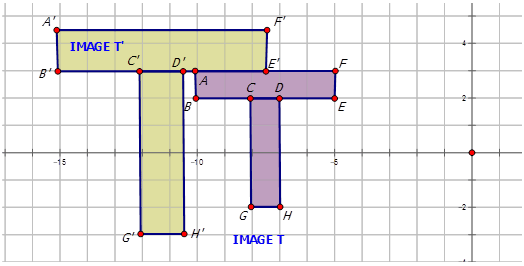 A' F'
IMAGE T'
4
B' C' D' E' F
A
B C D E
2
-15 -10 -5
G H
-2
G' H' IMAGE T